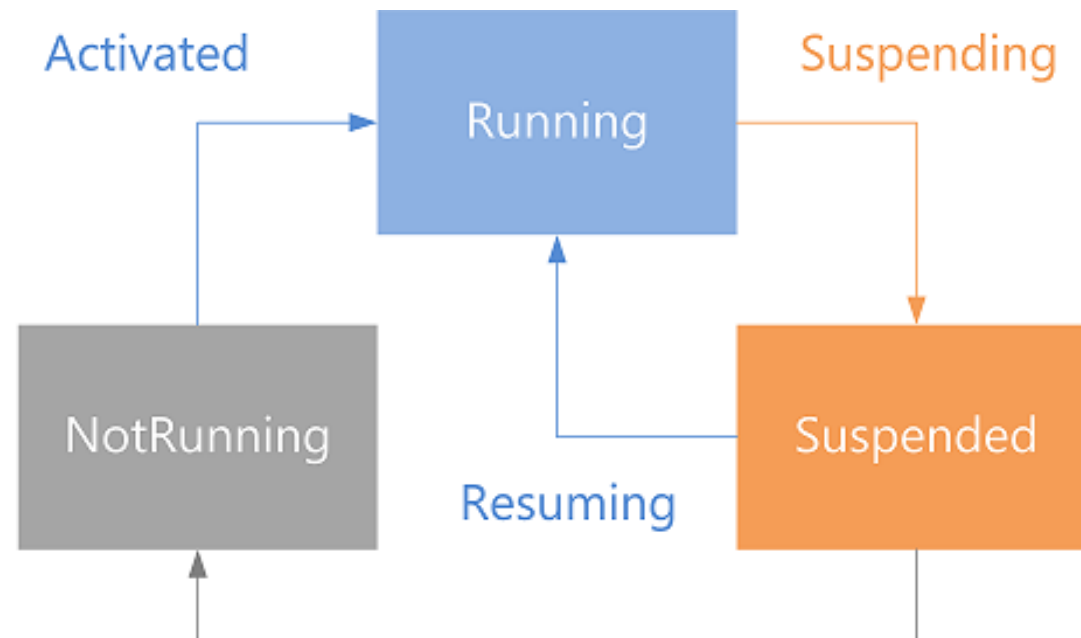 Activated
Suspending
Running
NotRunning
Suspended
Resuming